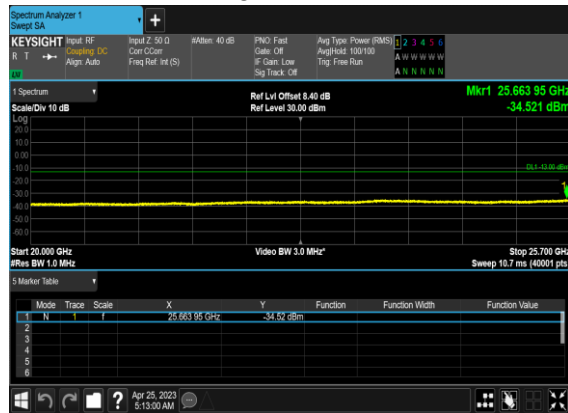 Spectrum Analyzer 1
Swept SA
+
KEYSIGHT Input: RF Input Z: 50 Ω #Atten: 40 dB PNO: Fast Avg Type: Power (RMS) 1 2 3 4 5 6
R T Coupling: DC Corr CCorr Gate: Off Avg|Hold: 100/100 A W W W W W
Align: Auto Freq Ref: Int (S) IF Gain: Low Trig: Free Run
Sig Track: Off A N N N N N
1 Spectrum Ref Lvl Offset 8.40 dB Mkr1 25.663 95 GHz
Scale/Div 10 dB Ref Level 30.00 dBm -34.521 dBm
Log
20.0
10.0
0.00
-10.0 DL1 -13.00 dBm
-20.0 1
-30.0
-40.0
-50.0
-60.0
Start 20.000 GHz Video BW 3.0 MHz* Stop 25.700 GHz
#Res BW 1.0 MHz Sweep 10.7 ms (40001 pts)
5 Marker Table
Mode Trace Scale X Y Function Function Width Function Value
1 N 1 f 25.663 95 GHz -34.52 dBm
2
3
4
5
6
? Apr 25, 2023
5:13:00 AM